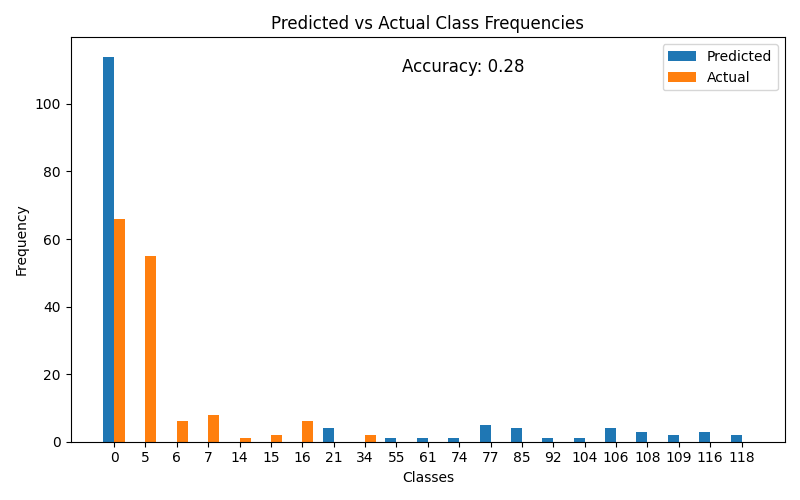 Predicted vs Actual Class Frequencies
Accuracy: 0.28
Predicted
Actual
Frequency
100
80
60
40
20
0
0 5 6 7 14 15 16 21 34 55 61 74 77 85 92 104 106 108 109 116 118
Classes